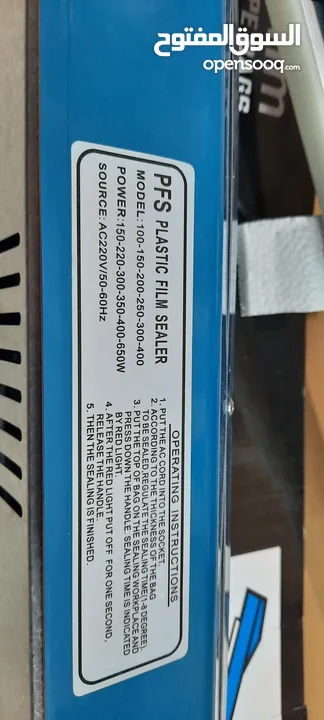 السوق المفتوح
opensooq.com
PFS PLASTIC FILM SEALER
MODEL:100-150-200-250-300-400
POWER:150-220-300-350-400-650W
SOURCE:AC220V/50-60Hz
OPERATING INSTRUCTIONS
1. PUT THE AC CORD INTO THE SOCKET.
2. ACCORDING TO THE THICKNESS OF THE BAG
TO BE SEALED,REGULATE THE SEALING TIME(1-8 DEGREE).
3. PUT THE TOP OF BAG ON THE SEALING WORKPLACE AND
PRESS DOWN THE HANDLE. SEALING TIME IS INDICATED
BY RED LIGHT.
4. AFTER THE RED LIGHT PUT OFF FOR ONE SECOND,
RELEASE THE HANDLE.
5. THEN THE SEALING IS FINISHED.